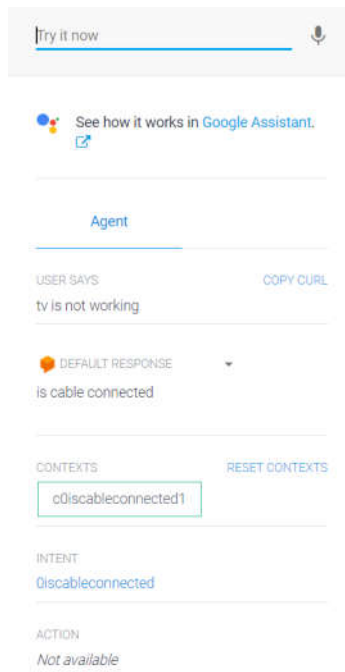 Try it now
See how it works in Google Assistant.
Agent
USER SAYS COPY CURL
tv is not working
DEFAULT RESPONSE
is cable connected
CONTEXTS RESET CONTEXTS
c0iscableconnected1
INTENT
0iscableconnected
ACTION
Not available